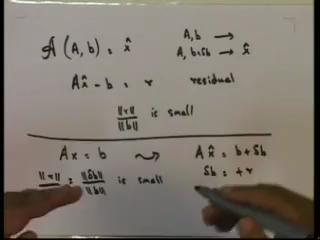 A (A, b) = x̂
A, b →
A, b+δb → x̂
Ax̂ - b = r residual
||r|| / ||b|| is small
Ax = b ⇝ Ax̂ = b + δb
δb = +r
||r|| / = ||δb|| / ||b|| is small